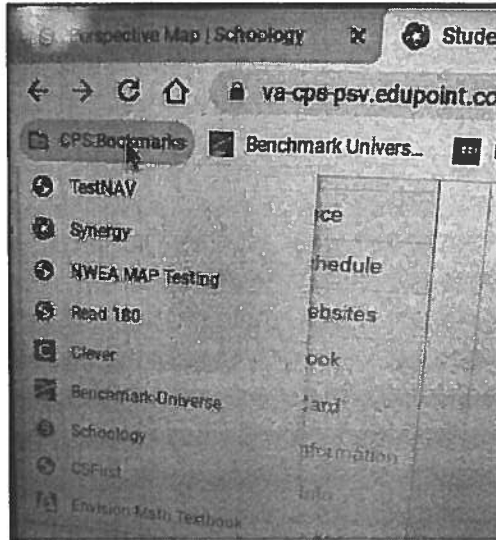 Perspective Map | Schoology
Stude
va-cps-psv.edupoint.co
CPS Bookmarks
Benchmark Univers...
TestNAV
ice
Synergy
hedule
NWEA MAP Testing
ebsites
Read 180
ook
Clever
Benchmark Universe
ard
Schoology
nformation
CSFirst
Info
Envision Math Textbook